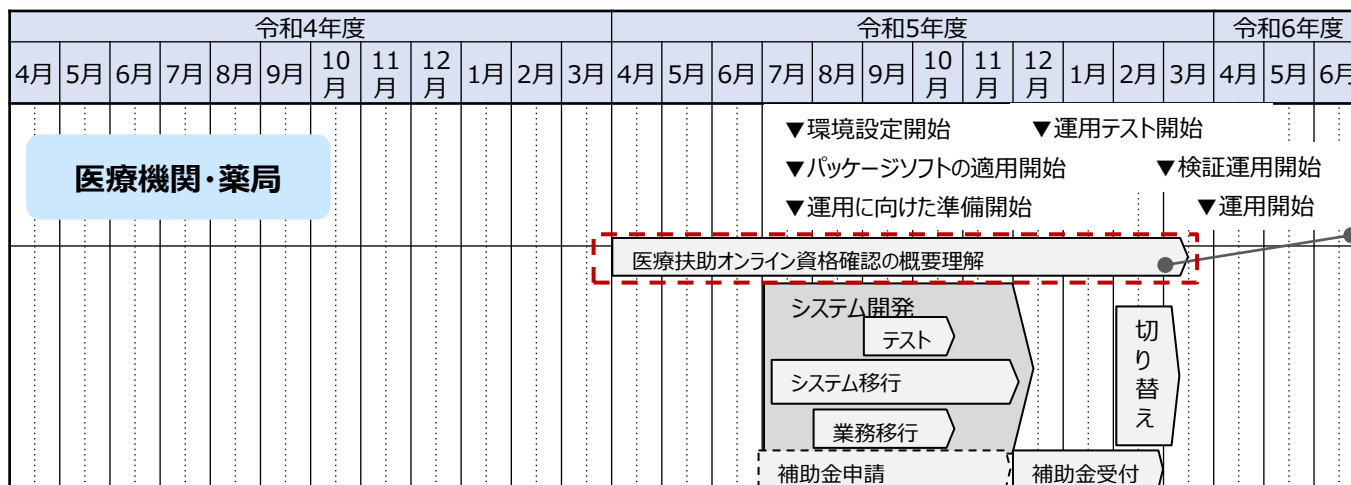 令和4年度 令和5年度 令和6年度
4月 5月 6月 7月 8月 9月 10月 11月 12月 1月 2月 3月 4月 5月 6月 7月 8月 9月 10月 11月 12月 1月 2月 3月 4月 5月 6月
▼環境設定開始 ▼運用テスト開始
医療機関・薬局
▼パッケージソフトの適用開始 ▼検証運用開始
▼運用に向けた準備開始 ▼運用開始
医療扶助オンライン資格確認の概要理解
システム開発
テスト
システム移行
業務移行
切り替え
補助金申請 補助金受付